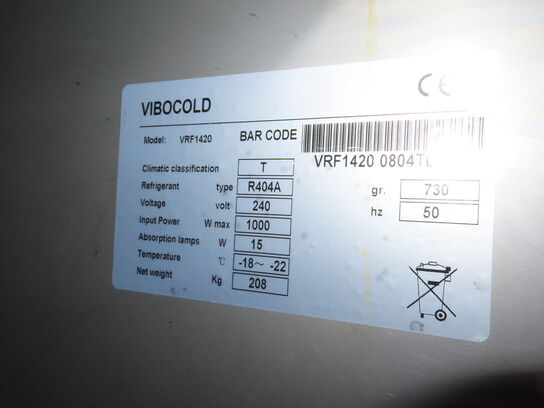 VIBOCOLD
Model: VRF1420 BAR CODE
VRF1420 0804T
Climatic classification T
Refrigerant type R404A gr. 730
Voltage volt 240 hz 50
Input Power W max 1000
Absorption lamps W 15
Temperature ℃ -18～ -22
Net weight Kg 208